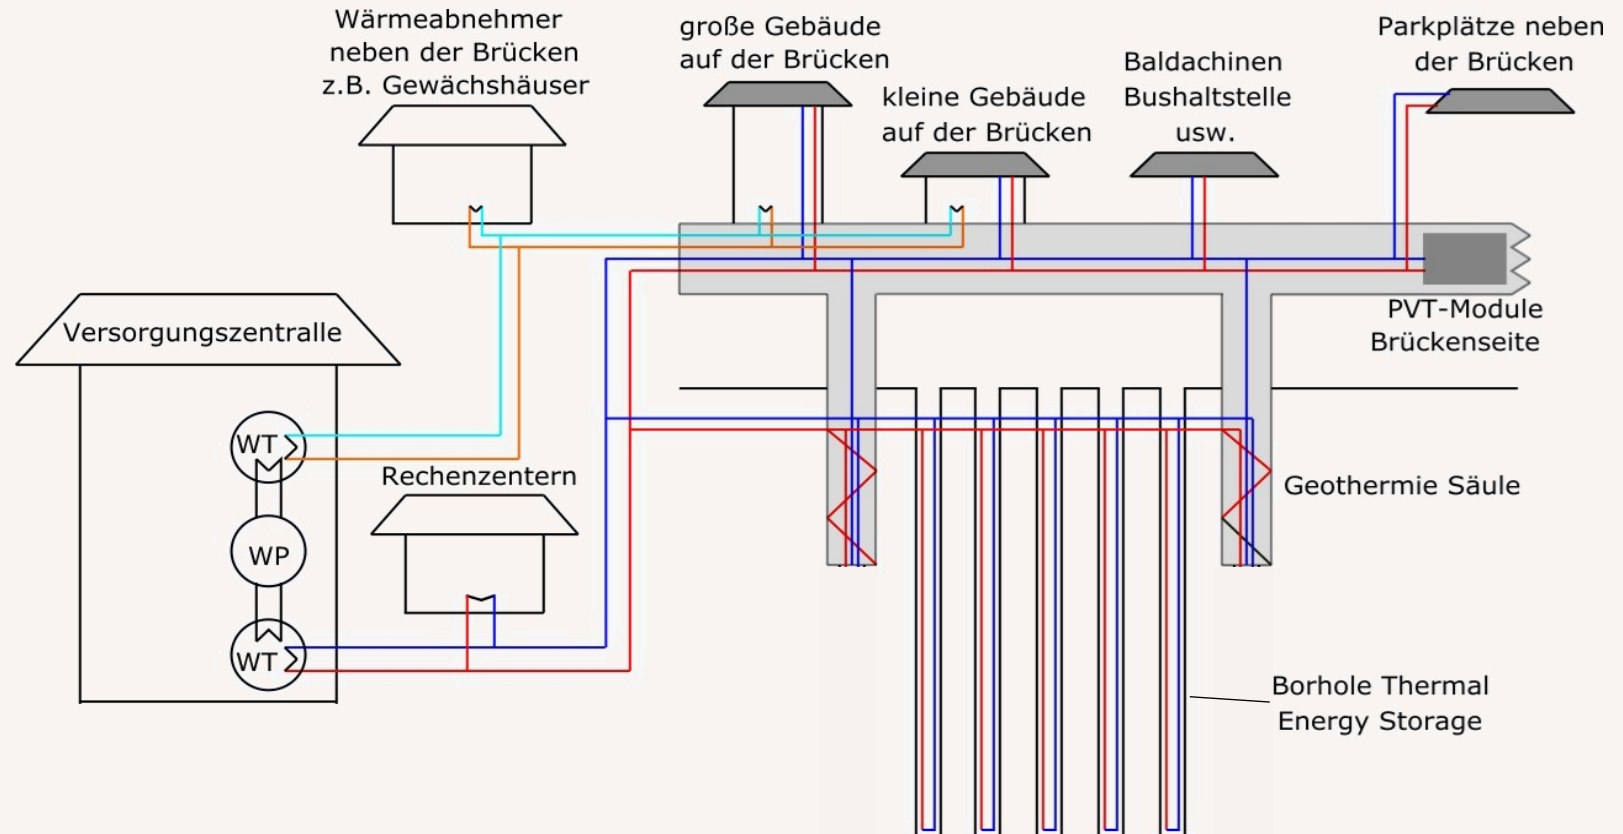 Wärmeabnehmer
neben der Brücken
z.B. Gewächshäuser
große Gebäude
auf der Brücken
kleine Gebäude
auf der Brücken
Baldachinen
Bushaltstelle
usw.
Parkplätze neben
der Brücken
PVT-Module
Brückenseite
Versorgungszentralle
WT
WP
WT
Rechenzentern
Geothermie Säule
Borhole Thermal
Energy Storage